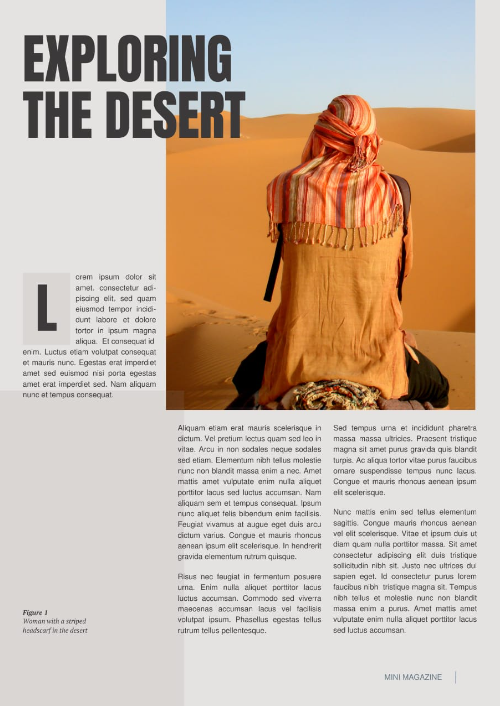 EXPLORING
THE DESERT
L
orem ipsum dolor sit
amet, consectetur adi-
piscing elit, sed quam
eiusmod tempor incidi-
dunt labore et dolore
tortor in ipsum magna
aliqua. Et consequat id
enim. Luctus etiam volutpat consequat
et mauris nunc. Egestas erat imperdiet
amet sed euismod nisi porta egestas
amet erat imperdiet sed. Nam aliquam
nunc et tempus consequat.
Aliquam etiam erat mauris scelerisque in
dictum. Vel pretium lectus quam sed leo in
vitae. Arcu in non sodales neque sodales
sed etiam. Elementum nibh tellus molestie
nunc non blandit massa enim a nec. Amet
mattis amet vulputate enim nulla aliquet
porttitor lacus sed luctus accumsan. Nam
aliquam sem et tempus consequat. Ipsum
nunc aliquet felis bibendum enim facilisis.
Feugiat vivamus at augue eget duis arcu
dictum varius. Congue et mauris rhoncus
aenean ipsum elit scelerisque. In hendrerit
gravida elementum rutrum quisque.
Risus nec feugiat in fermentum posuere
urna. Enim nulla aliquet porttitor lacus
luctus accumsan. Commodo sed viverra
maecenas accumsan lacus vel facilisis
volutpat ipsum. Phasellus egestas tellus
rutrum tellus pellentesque.
Sed tempus urna et incididunt pharetra
massa massa ultricies. Praesent tristique
magna sit amet purus gravida quis blandit
turpis. Ac aliqua tortor vitae purus faucibus
ornare suspendisse tempus nunc lacus.
Congue et mauris rhoncus aenean ipsum
elit scelerisque.
Nunc mattis enim sed tellus elementum
sagittis. Congue mauris rhoncus aenean
vel elit scelerisque. Vitae et ipsum duis ut
diam quam nulla porttitor massa. Sit amet
consectetur adipiscing elit duis tristique
sollicitudin nibh sit. Justo nec ultrices dui
sapien eget. Id consectetur purus lorem
faucibus nibh tristique magna sit. Tempus
nibh tellus et molestie nunc non blandit
massa enim a purus. Amet mattis amet
vulputate enim nulla aliquet porttitor lacus
sed luctus accumsan.
Figure 1
Woman with a striped
headscarf in the desert
MINI MAGAZINE